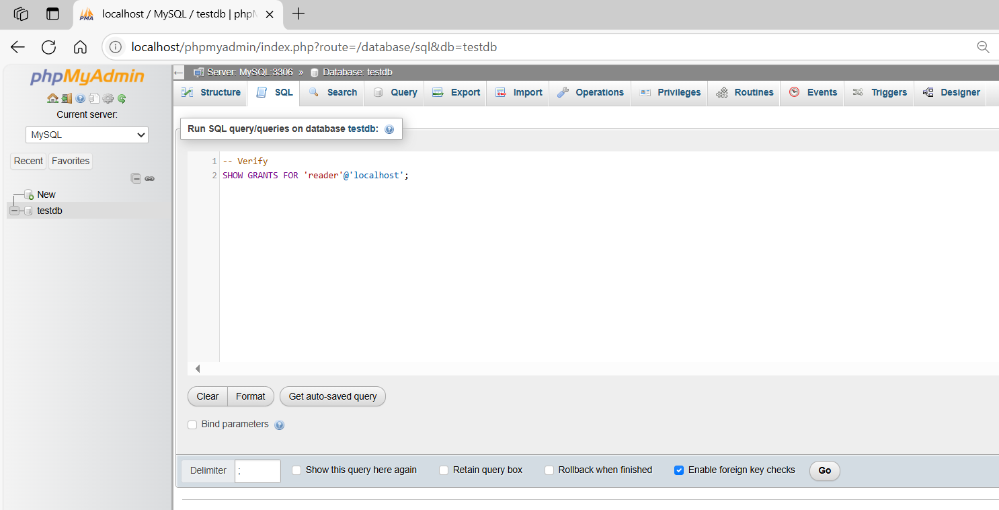 localhost / MySQL / testdb | phpM
localhost/phpmyadmin/index.php?route=/database/sql&db=testdb
phpMyAdmin
Current server:
MySQL
Recent Favorites
New
testdb
Server: MySQL:3306 » Database: testdb
Structure SQL Search Query Export Import Operations Privileges Routines Events Triggers Designer
Run SQL query/queries on database testdb:
1 -- Verify
2 SHOW GRANTS FOR 'reader'@'localhost';
Clear Format Get auto-saved query
Bind parameters
Delimiter ; Show this query here again Retain query box Rollback when finished Enable foreign key checks Go